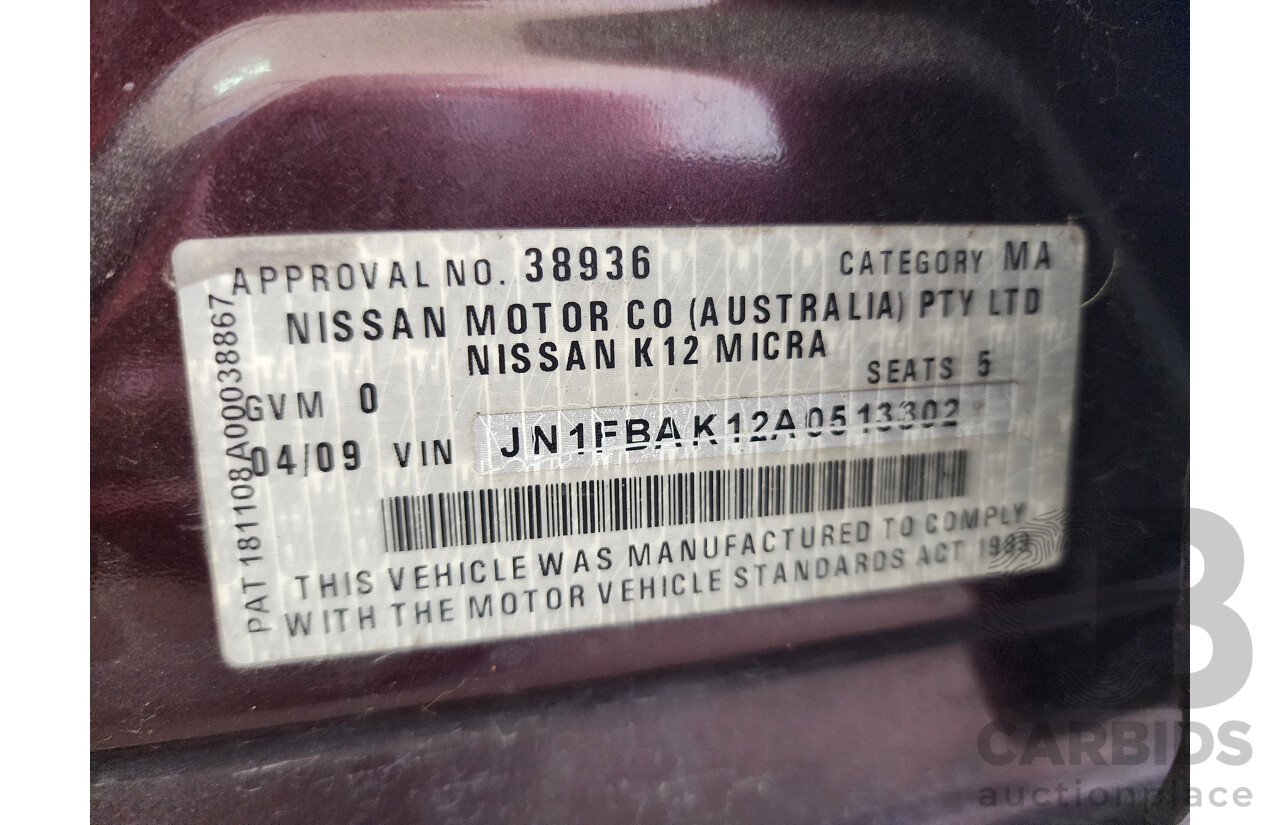 APPROVAL NO. 38936 CATEGORY MA
NISSAN MOTOR CO (AUSTRALIA) PTY LTD
NISSAN K12 MICRA
SEATS 5
GVM 0
04/09 VIN JN1FBAK12A0513302
THIS VEHICLE WAS MANUFACTURED TO COMPLY
WITH THE MOTOR VEHICLE STANDARDS ACT 1989
PAT 181108A00038867
CARBIDS
auctionplace